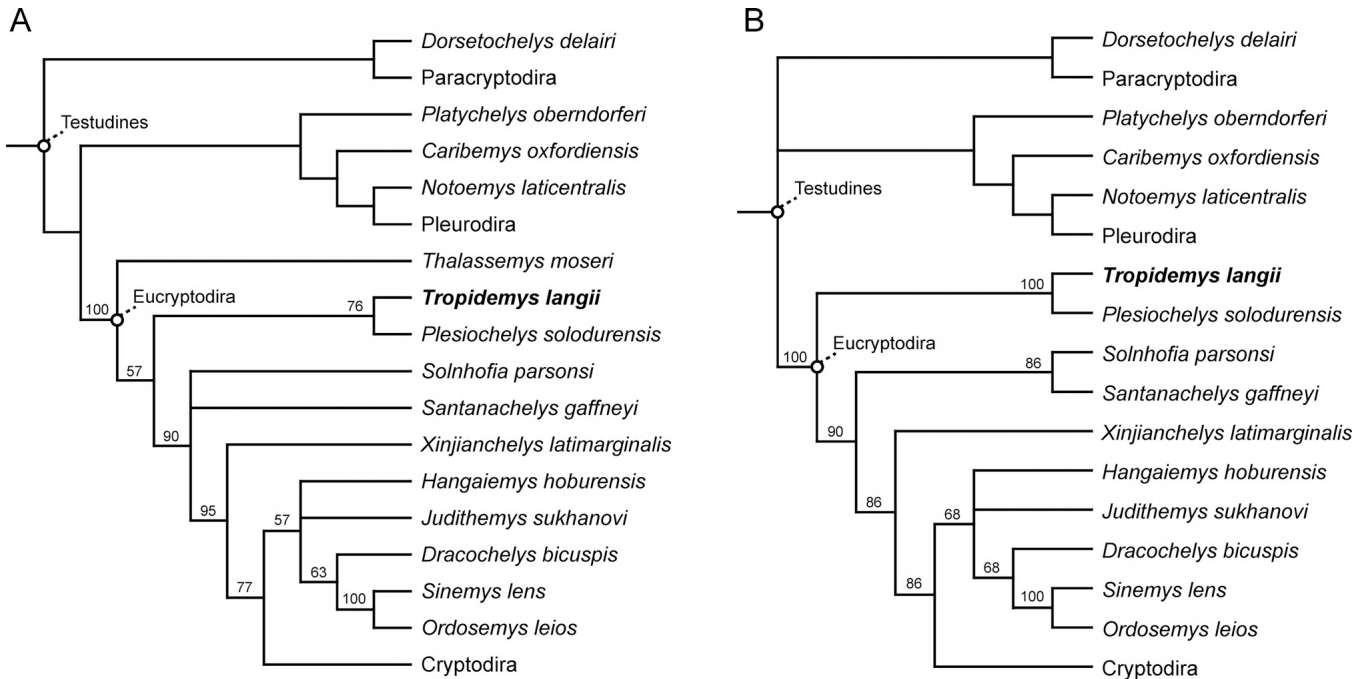 A
Dorsetochelys delairi
Paracryptodira
Testudines
Platychelys oberndorferi
Caribemys oxfordiensis
Notoemys laticentralis
Pleurodira
Thalassemys moseri
100
Eucryptodira
76
Tropidemys langii
Plesiochelys solodurensis
57
Solnhofia parsonsi
Santanachelys gaffneyi
90
Xinjianchelys latimarginalis
Hangaiemys hoburensis
95
57
Judithemys sukhanovi
Dracochelys bicuspis
63
77
100
Sinemys lens
Ordosemys leios
Cryptodira
B
Dorsetochelys delairi
Paracryptodira
Platychelys oberndorferi
Caribemys oxfordiensis
Testudines
Notoemys laticentralis
Pleurodira
100
Tropidemys langii
Plesiochelys solodurensis
100
Eucryptodira
86
Solnhofia parsonsi
Santanachelys gaffneyi
90
Xinjianchelys latimarginalis
Hangaiemys hoburensis
86
68
Judithemys sukhanovi
Dracochelys bicuspis
68
86
100
Sinemys lens
Ordosemys leios
Cryptodira